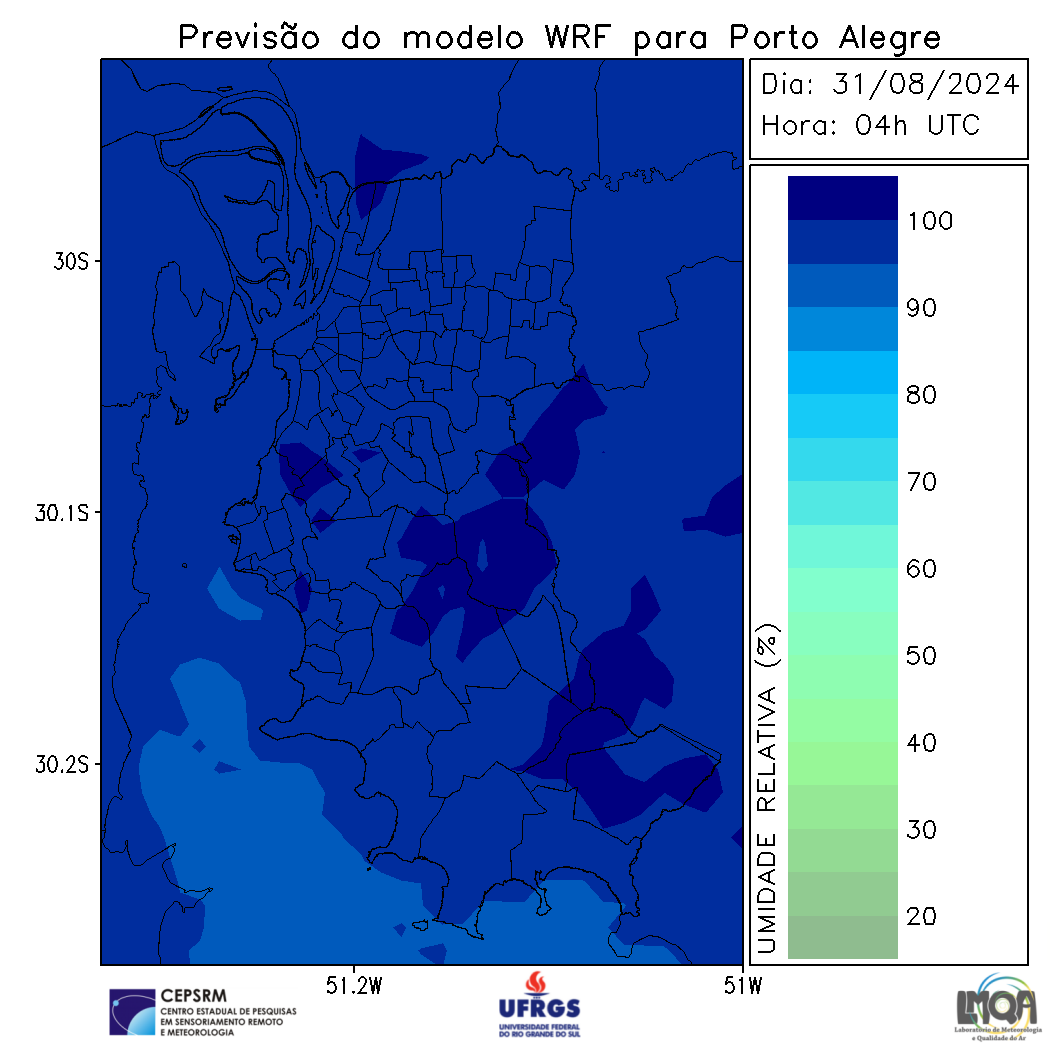 Previsão do modelo WRF para Porto Alegre
Dia: 31/08/2024
Hora: 04h UTC
30S
30.1S
30.2S
51.2W
51W
100
90
80
70
60
50
40
30
20
UMIDADE RELATIVA (%)
CEPSRM
CENTRO ESTADUAL DE PESQUISAS
EM SENSORIAMENTO REMOTO
E METEOROLOGIA
UFRGS
UNIVERSIDADE FEDERAL
DO RIO GRANDE DO SUL
LMQA
Laboratório de Meteorologia
e Qualidade do Ar